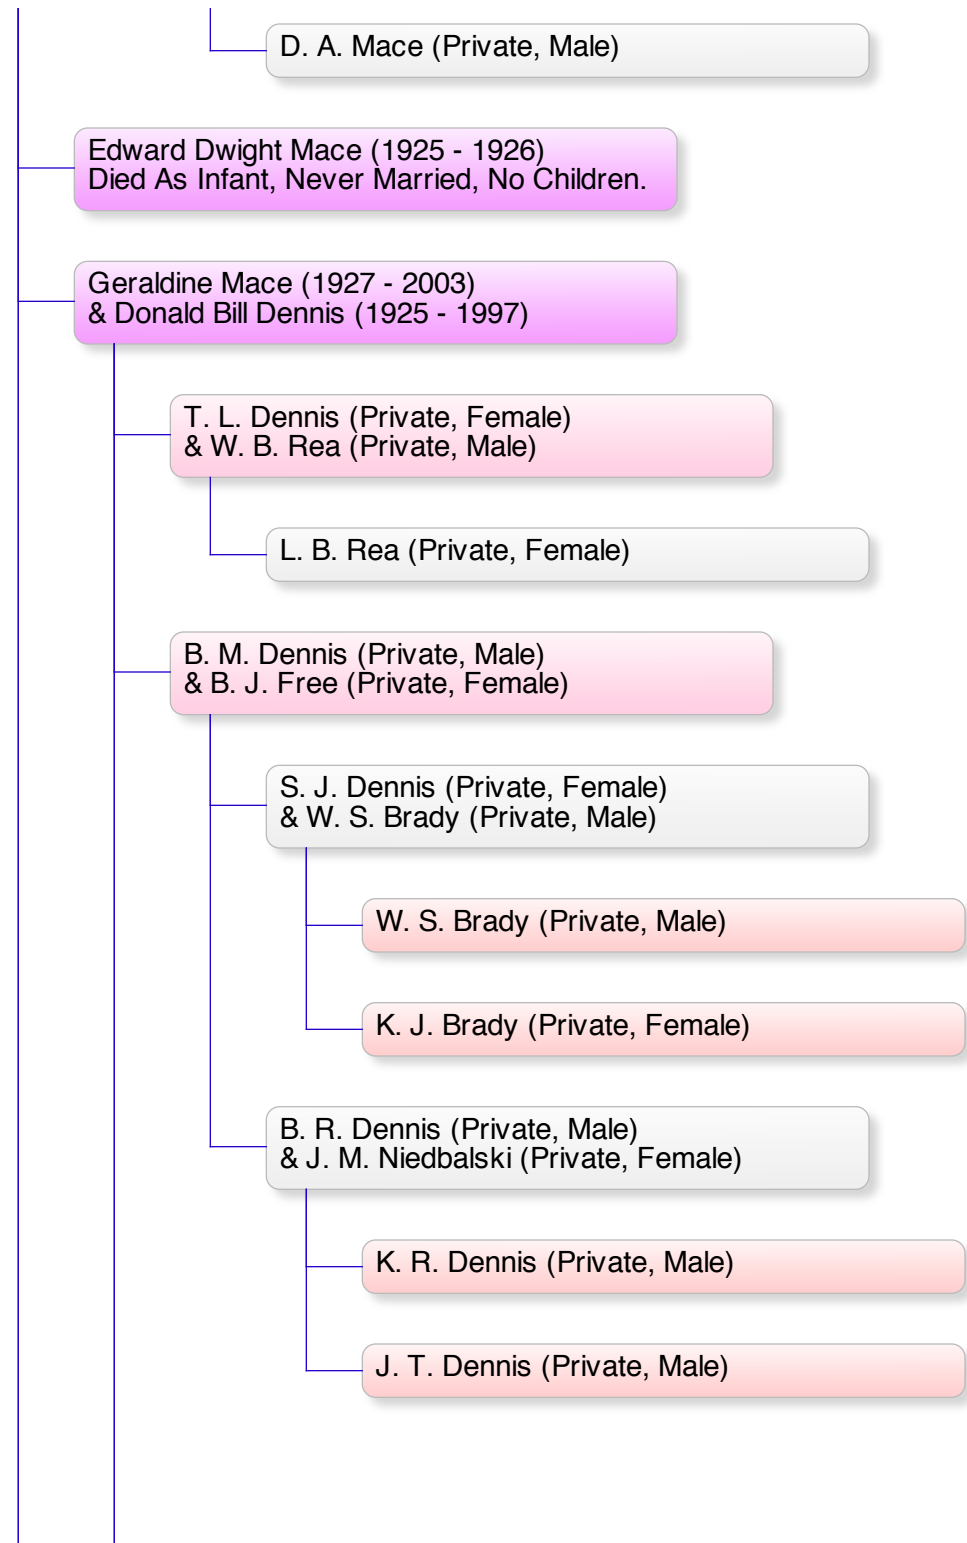 D. A. Mace (Private, Male)
Edward Dwight Mace (1925 - 1926)
Died As Infant, Never Married, No Children.
Geraldine Mace (1927 - 2003)
& Donald Bill Dennis (1925 - 1997)
T. L. Dennis (Private, Female)
& W. B. Rea (Private, Male)
L. B. Rea (Private, Female)
B. M. Dennis (Private, Male)
& B. J. Free (Private, Female)
S. J. Dennis (Private, Female)
& W. S. Brady (Private, Male)
W. S. Brady (Private, Male)
K. J. Brady (Private, Female)
B. R. Dennis (Private, Male)
& J. M. Niedbalski (Private, Female)
K. R. Dennis (Private, Male)
J. T. Dennis (Private, Male)